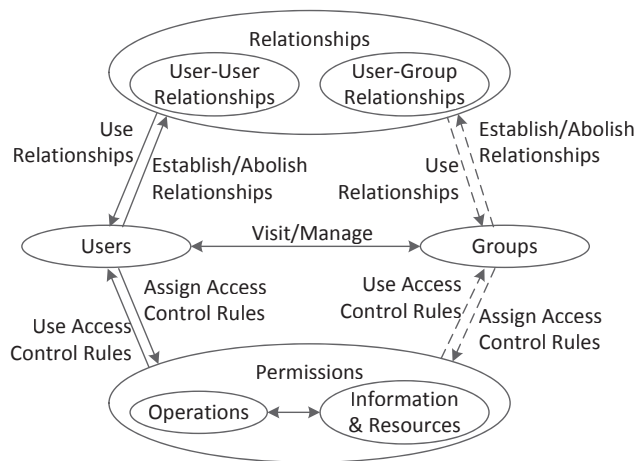 Relationships
User-User
Relationships
User-Group
Relationships
Use
Relationships
Establish/Abolish
Relationships
Use
Relationships
Establish/Abolish
Relationships
Users
Visit/Manage
Groups
Assign Access
Control Rules
Use Access
Control Rules
Use Access
Control Rules
Assign Access
Control Rules
Permissions
Operations
Information
& Resources